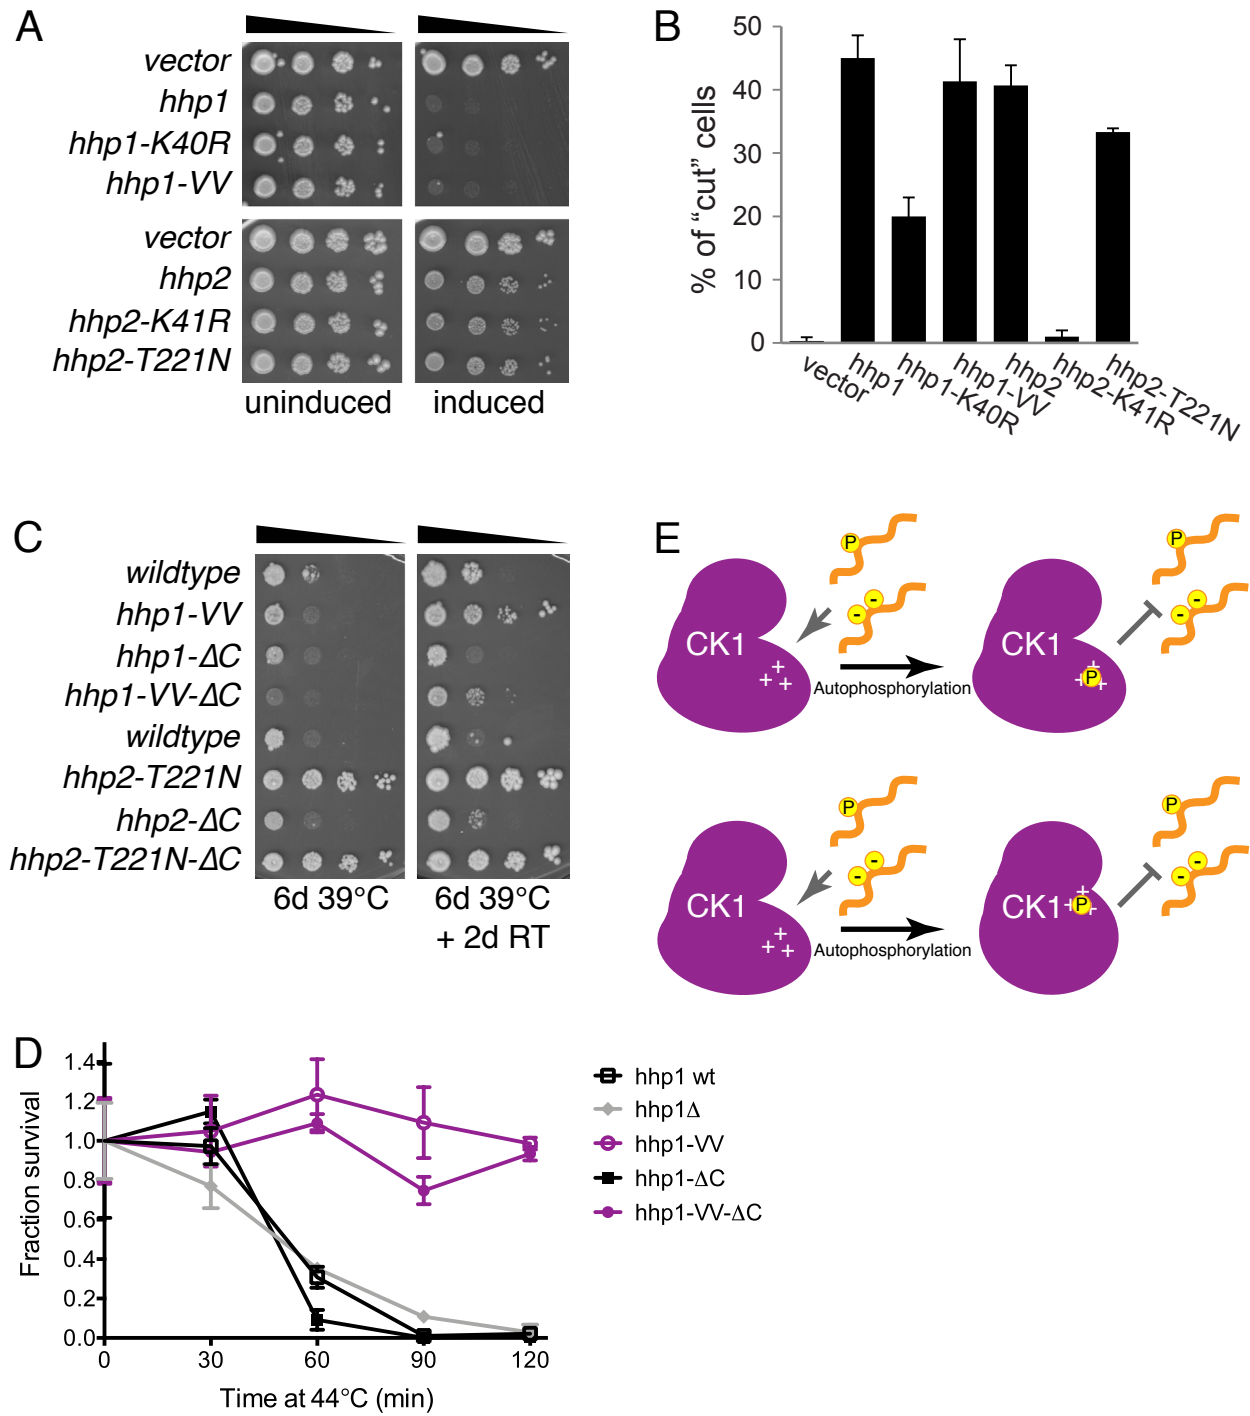 A
vector
hhp1
hhp1-K40R
hhp1-VV
vector
hhp2
hhp2-K41R
hhp2-T221N
uninduced
induced
B
% of “cut” cells
50
40
30
20
10
0
vector
hhp1
hhp1-K40R
hhp1-VV
hhp2
hhp2-K41R
hhp2-T221N
C
wildtype
hhp1-VV
hhp1-ΔC
hhp1-VV-ΔC
wildtype
hhp2-T221N
hhp2-ΔC
hhp2-T221N-ΔC
6d 39°C
6d 39°C
+ 2d RT
E
P
P
- -
- -
CK1
CK1
+ + +
+ + +
P
Autophosphorylation
P
P
- -
- -
CK1
CK1
+ + +
+ + +
P
Autophosphorylation
D
Fraction survival
1.4
1.2
1.0
0.8
0.6
0.4
0.2
0.0
0 30 60 90 120
Time at 44°C (min)
hhp1 wt
hhp1Δ
hhp1-VV
hhp1-ΔC
hhp1-VV-ΔC